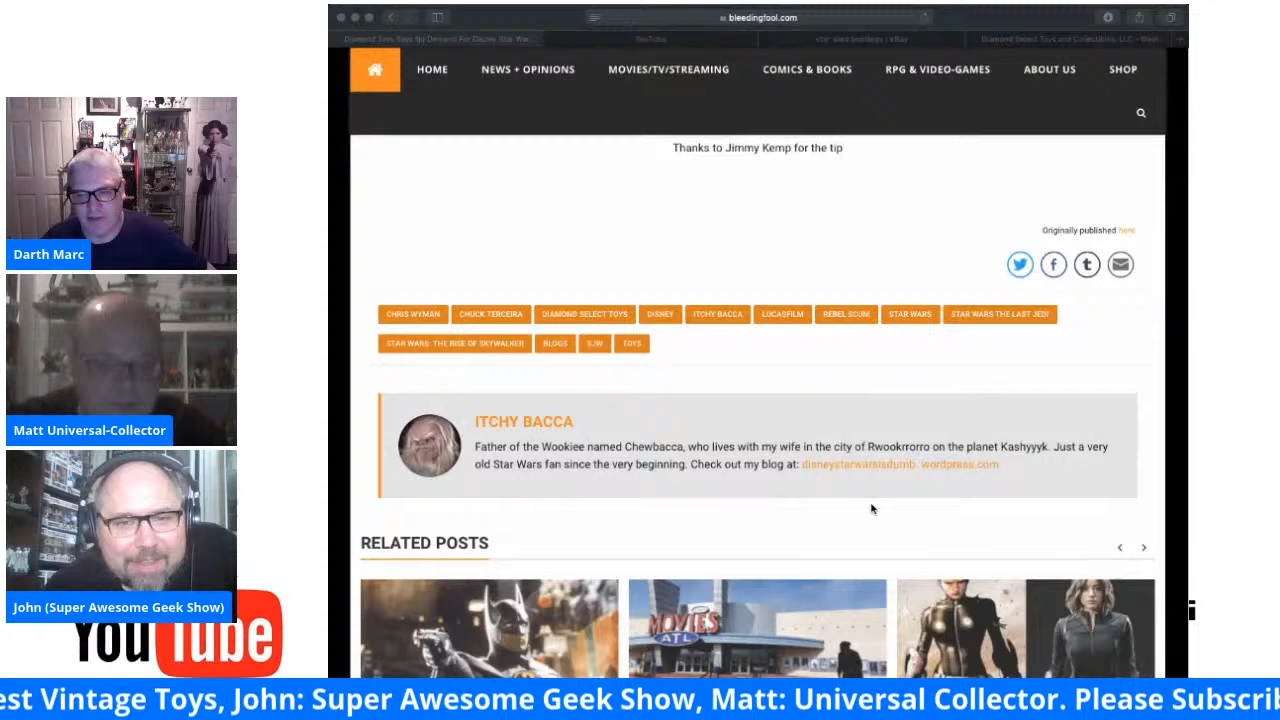 bleedingfool.com
Diamond Toys Says No Demand For Disney Star War...
YouTube
star wars bootlegs | eBay
Diamond Select Toys and Collectibles, LLC
HOME NEWS + OPINIONS MOVIES/TV/STREAMING COMICS & BOOKS RPG & VIDEO-GAMES ABOUT US SHOP
Thanks to Jimmy Kemp for the tip
Originally published here
CHRIS WYMAN CHUCK TERCEIRA DIAMOND SELECT TOYS DISNEY ITCHY BACCA LUCASFILM REBEL SCUM STAR WARS STAR WARS THE LAST JEDI
STAR WARS: THE RISE OF SKYWALKER BLOGS SJW TOYS
ITCHY BACCA
Father of the Wookiee named Chewbacca, who lives with my wife in the city of Rwookrrorro on the planet Kashyyyk. Just a very
old Star Wars fan since the very beginning. Check out my blog at: disneystarwarsisdumb. wordpress.com
RELATED POSTS
MOVIES
ATL
Darth Marc
Matt Universal-Collector
John (Super Awesome Geek Show)
YouTube
i
est Vintage Toys, John: Super Awesome Geek Show, Matt: Universal Collector. Please Subscrib